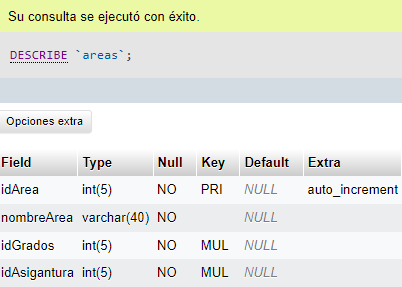 Su consulta se ejecutó con éxito.
DESCRIBE `areas`;
Opciones extra
Field Type Null Key Default Extra
idArea int(5) NO PRI NULL auto_increment
nombreArea varchar(40) NO NULL
idGrados int(5) NO MUL NULL
idAsigantura int(5) NO MUL NULL